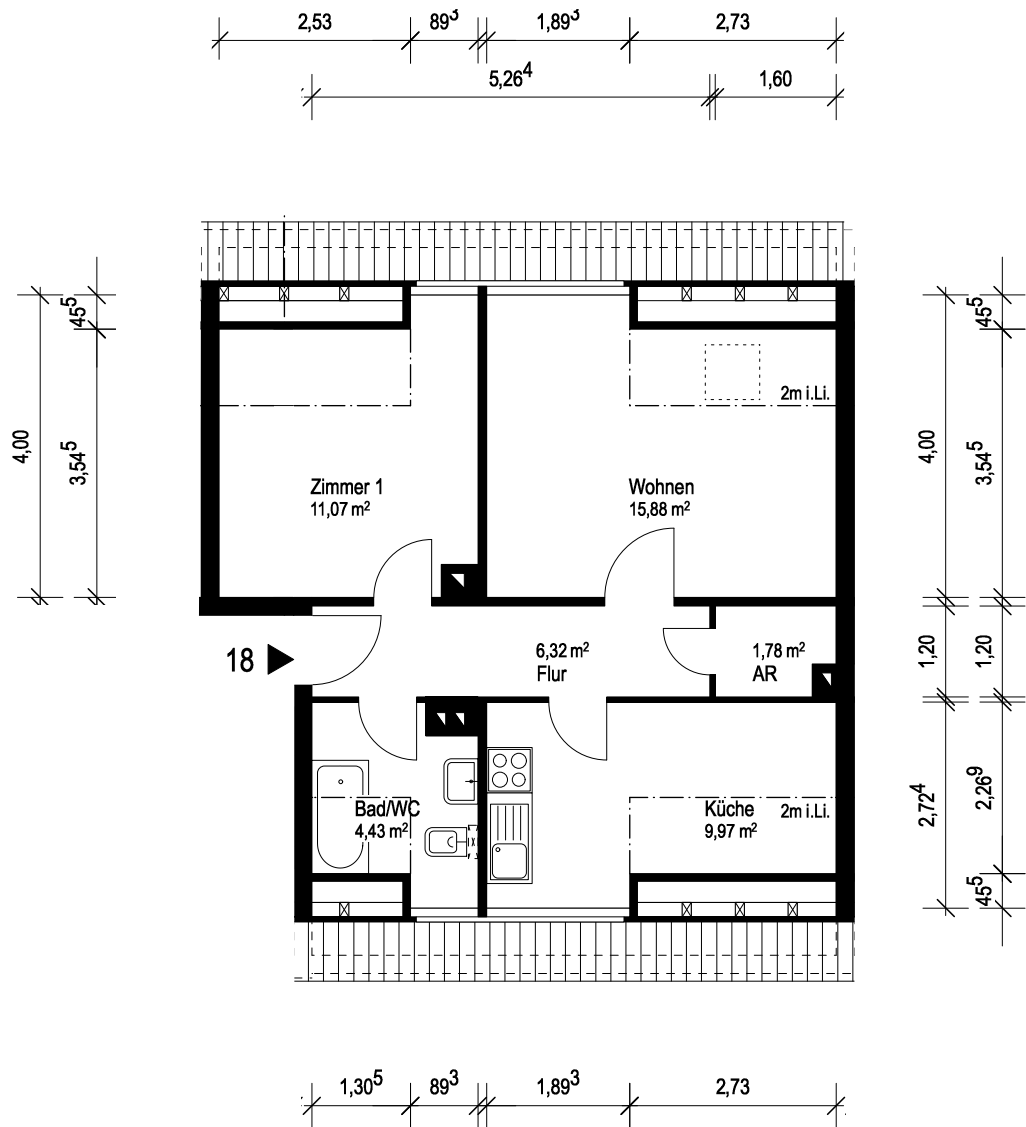 2,53 89³ 1,89³ 2,73
5,26⁴ 1,60
45⁵
4,00
3,54⁵
45⁵
4,00
3,54⁵
2m i.Li.
Zimmer 1
11,07 m²
Wohnen
15,88 m²
18
6,32 m²
Flur
1,78 m²
AR
1,20
1,20
Bad/WC
4,43 m²
Küche
9,97 m²
2m i.Li.
2,72⁴
2,26⁹
45⁵
1,30⁵ 89³ 1,89³ 2,73